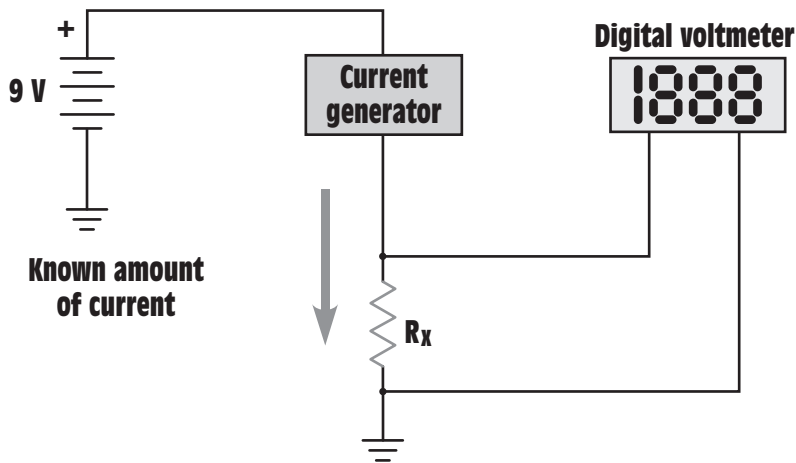 +
9 V
Current
generator
Digital voltmeter
1888
Known amount
of current
RX